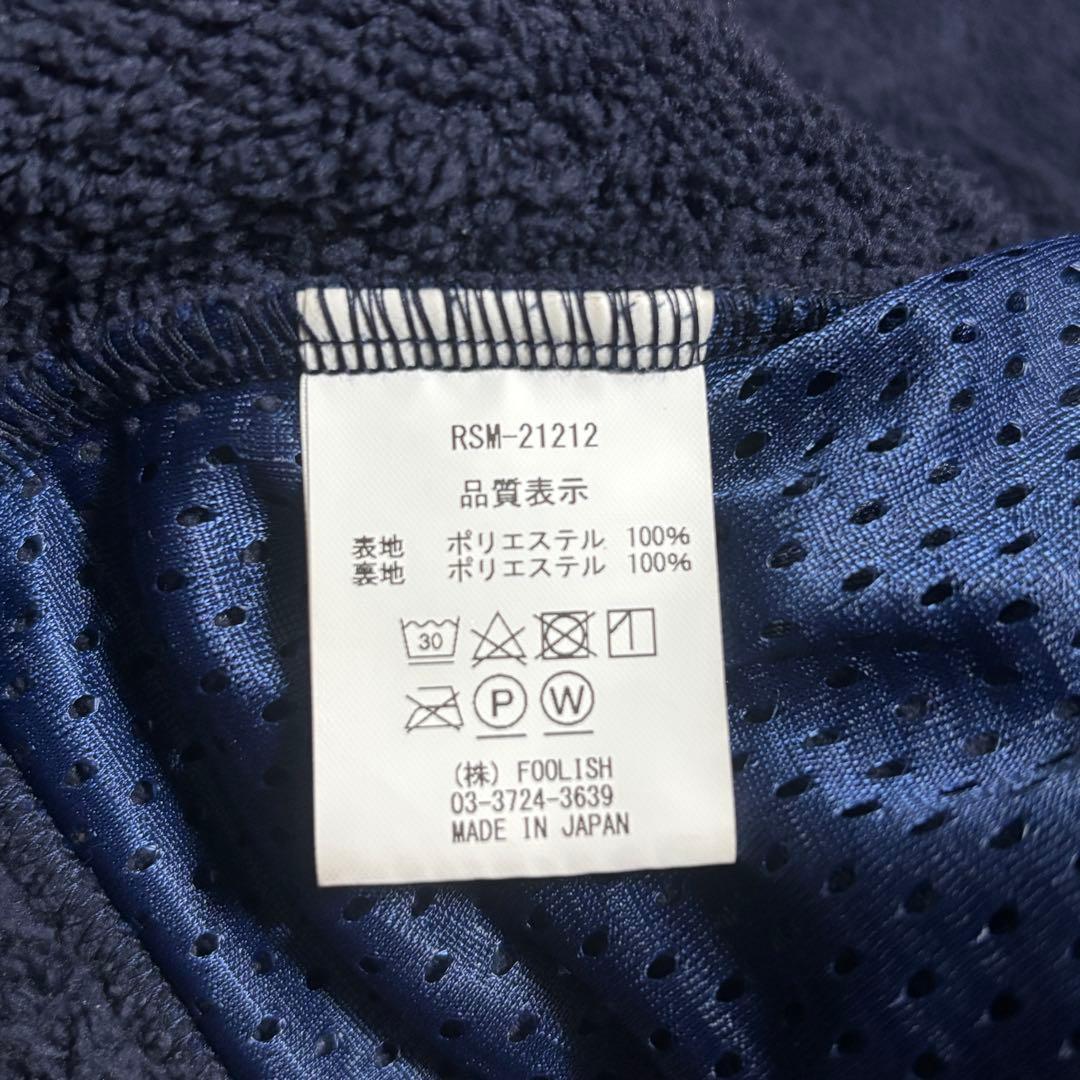 RSM-21212
品質表示
表地 ポリエステル 100%
裏地 ポリエステル 100%
30
P W
(株) FOOLISH
03-3724-3639
MADE IN JAPAN